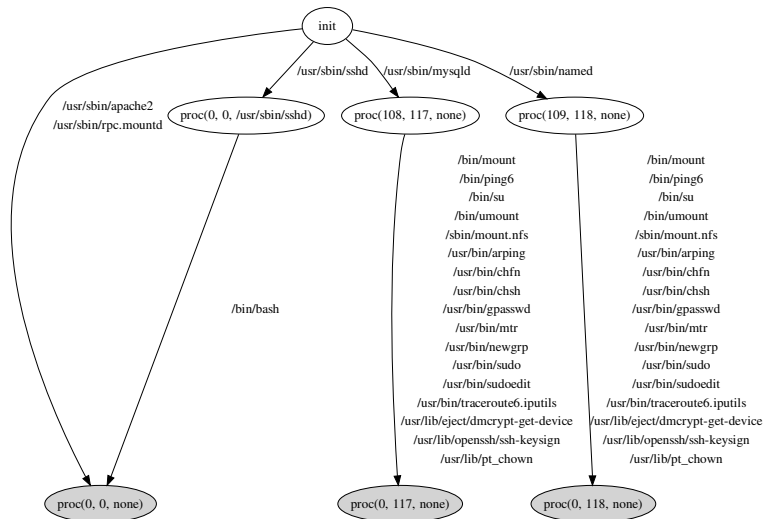 init
/usr/sbin/sshd
/usr/sbin/mysqld
/usr/sbin/named
/usr/sbin/apache2
/usr/sbin/rpc.mountd
proc(0, 0, /usr/sbin/sshd)
proc(108, 117, none)
proc(109, 118, none)
/bin/bash
/bin/mount
/bin/ping6
/bin/su
/bin/umount
/sbin/mount.nfs
/usr/bin/arping
/usr/bin/chfn
/usr/bin/chsh
/usr/bin/gpasswd
/usr/bin/mtr
/usr/bin/newgrp
/usr/bin/sudo
/usr/bin/sudoedit
/usr/bin/traceroute6.iputils
/usr/lib/eject/dmcrypt-get-device
/usr/lib/openssh/ssh-keysign
/usr/lib/pt_chown
/bin/mount
/bin/ping6
/bin/su
/bin/umount
/sbin/mount.nfs
/usr/bin/arping
/usr/bin/chfn
/usr/bin/chsh
/usr/bin/gpasswd
/usr/bin/mtr
/usr/bin/newgrp
/usr/bin/sudo
/usr/bin/sudoedit
/usr/bin/traceroute6.iputils
/usr/lib/eject/dmcrypt-get-device
/usr/lib/openssh/ssh-keysign
/usr/lib/pt_chown
proc(0, 0, none)
proc(0, 117, none)
proc(0, 118, none)